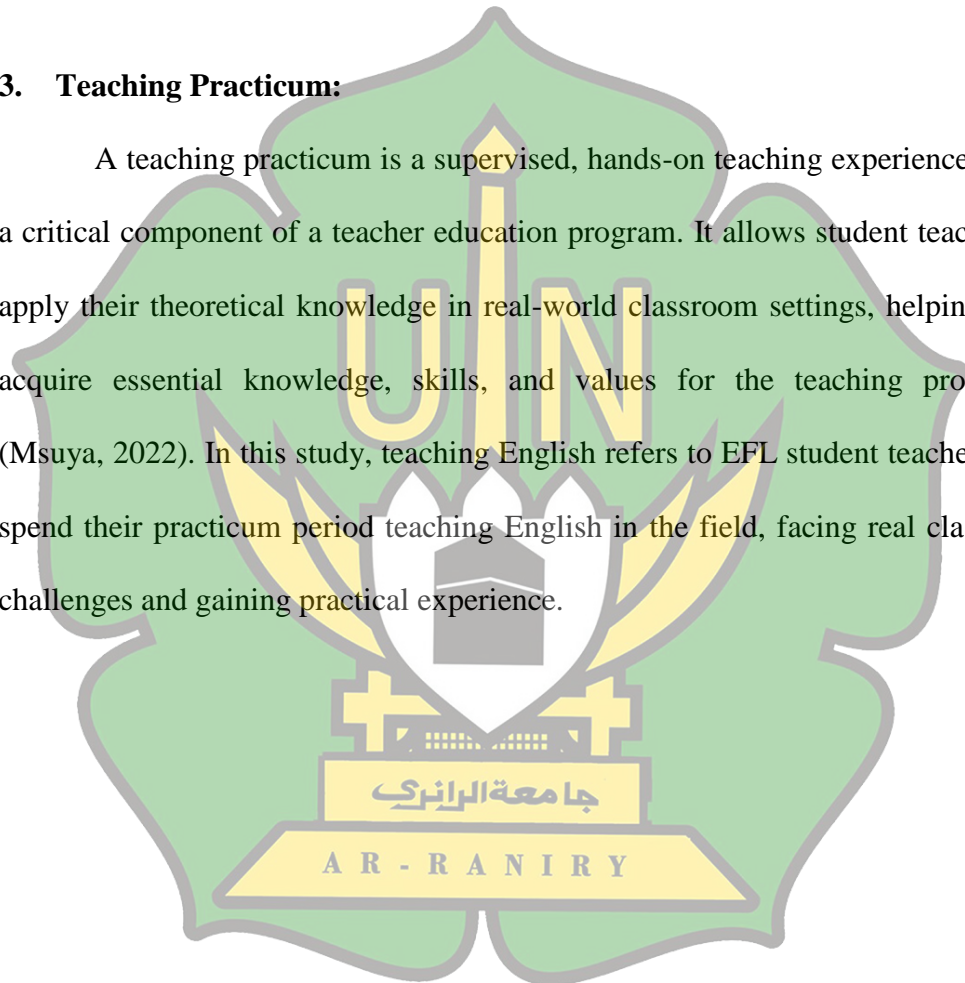 3. Teaching Practicum:
A teaching practicum is a supervised, hands-on teaching experience
a critical component of a teacher education program. It allows student teac
apply their theoretical knowledge in real-world classroom settings, helpin
acquire essential knowledge, skills, and values for the teaching pro
(Msuya, 2022). In this study, teaching English refers to EFL student teache
spend their practicum period teaching English in the field, facing real cla
challenges and gaining practical experience.
UIN
جامعة الرانري
AR-RANIRY